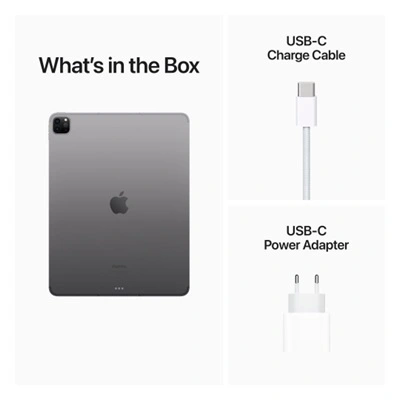 What's in the Box
USB-C
Charge Cable
USB-C
Power Adapter